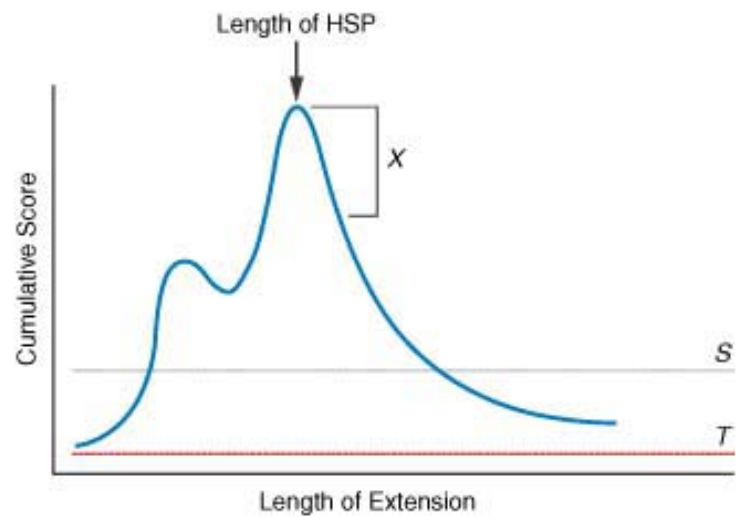 Length of HSP
X
Cumulative Score
S
T
Length of Extension